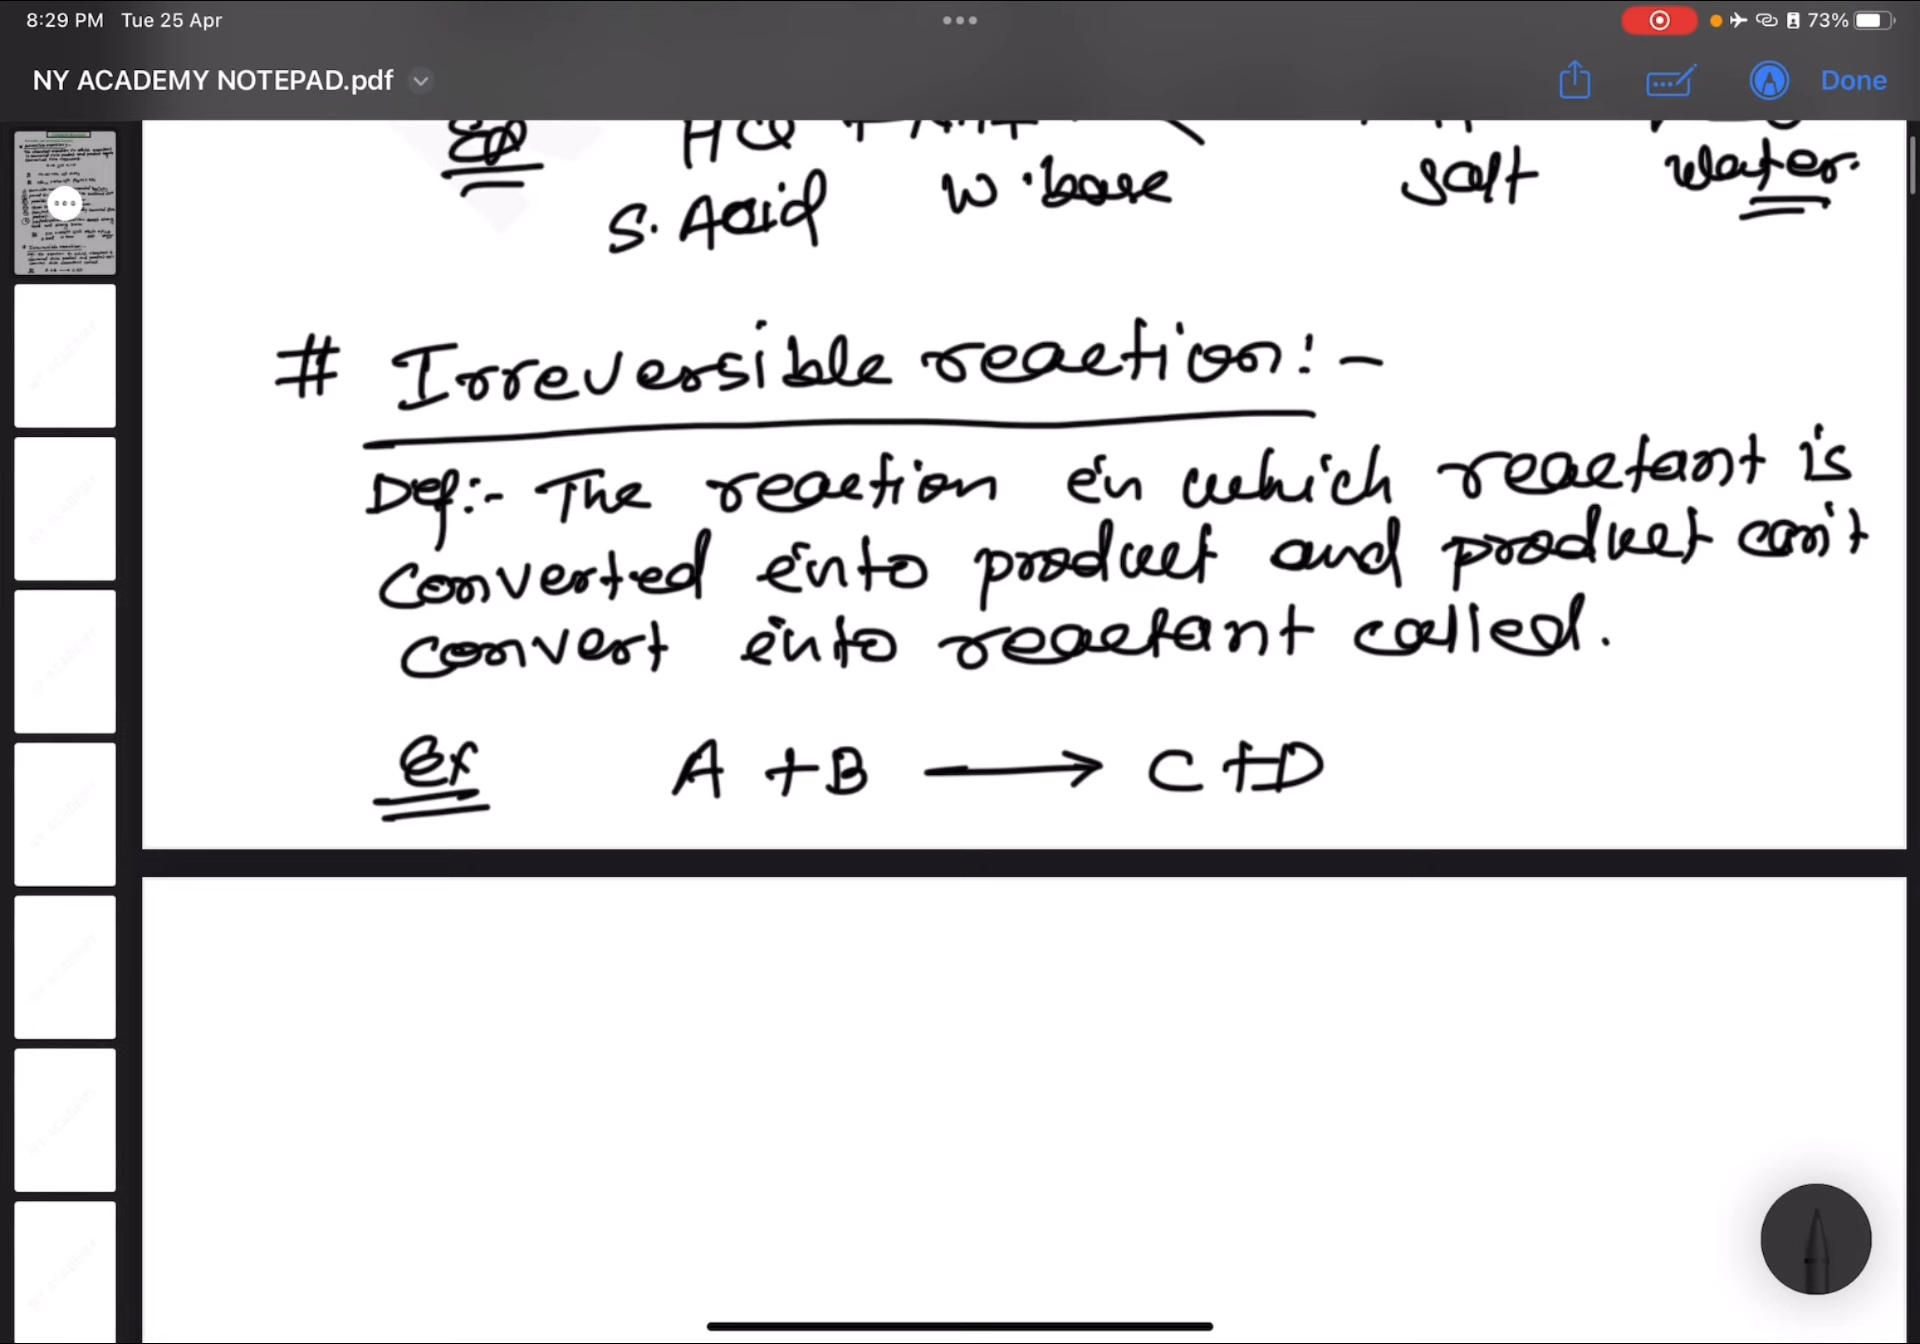 8:29 PM Tue 25 Apr
73%
NY ACADEMY NOTEPAD.pdf
Done
HCl +
S. Acid w. base salt water.
# Irreversible reaction:-
Def:- The reaction in which reactant is
converted into product and product can't
convert into reactant called.
Ex A + B ⟶ C + D